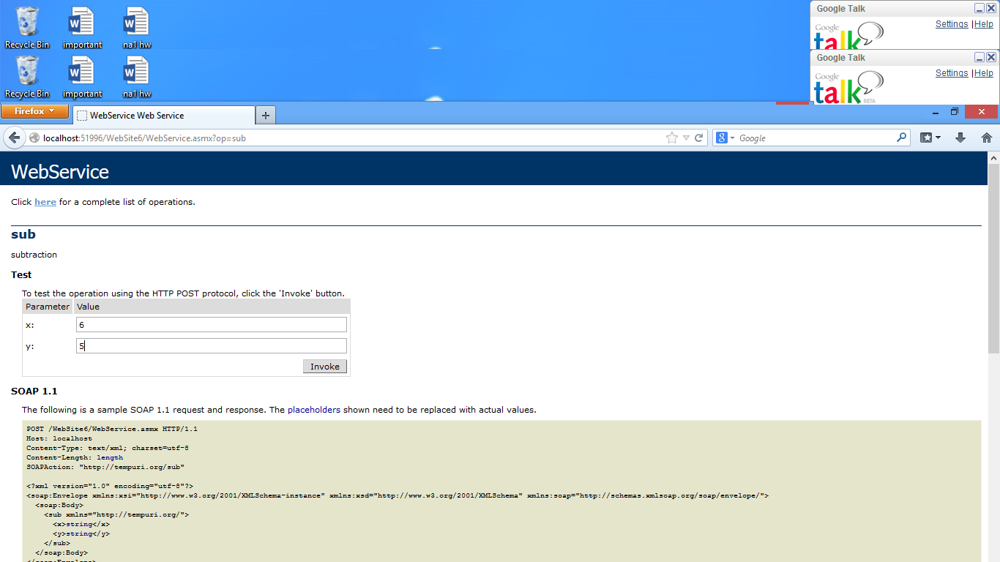 Google Talk
Settings | Help
Google
talk
Recycle Bin
important
na1 hw
Google Talk
Settings | Help
Google
talk
BETA
Recycle Bin
important
na1 hw
Firefox
WebService Web Service
localhost:51996/WebSite6/WebService.asmx?op=sub
8
Google
WebService
Click here for a complete list of operations.
sub
subtraction
Test
To test the operation using the HTTP POST protocol, click the 'Invoke' button.
Parameter Value
x: 6
y: 5
Invoke
SOAP 1.1
The following is a sample SOAP 1.1 request and response. The placeholders shown need to be replaced with actual values.
POST /WebSite6/WebService.asmx HTTP/1.1
Host: localhost
Content-Type: text/xml; charset=utf-8
Content-Length: length
SOAPAction: "http://tempuri.org/sub"
<?xml version="1.0" encoding="utf-8"?>
<soap:Envelope xmlns:xsi="http://www.w3.org/2001/XMLSchema-instance" xmlns:xsd="http://www.w3.org/2001/XMLSchema" xmlns:soap="http://schemas.xmlsoap.org/soap/envelope/">
<soap:Body>
<sub xmlns="http://tempuri.org/">
<x>string</x>
<y>string</y>
</sub>
</soap:Body>
</soap:Envelope>